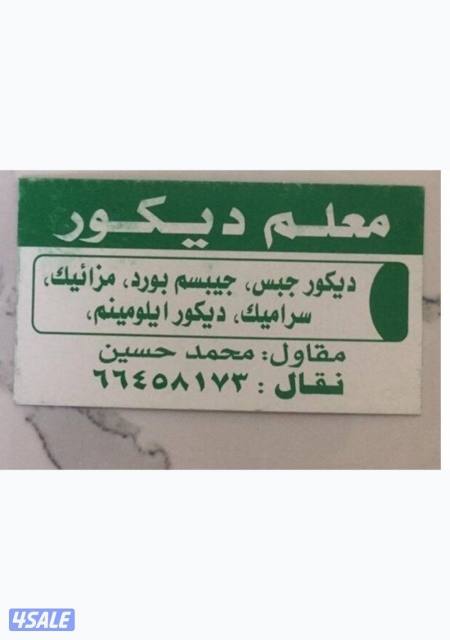 معلم ديكور
ديكور جبس، جيبسم بورد، مزائيك،
سراميك، ديكور ايلومينم،
مقاول: محمد حسين
نقال : ٦٦٤٥٨١٧٣
4SALE